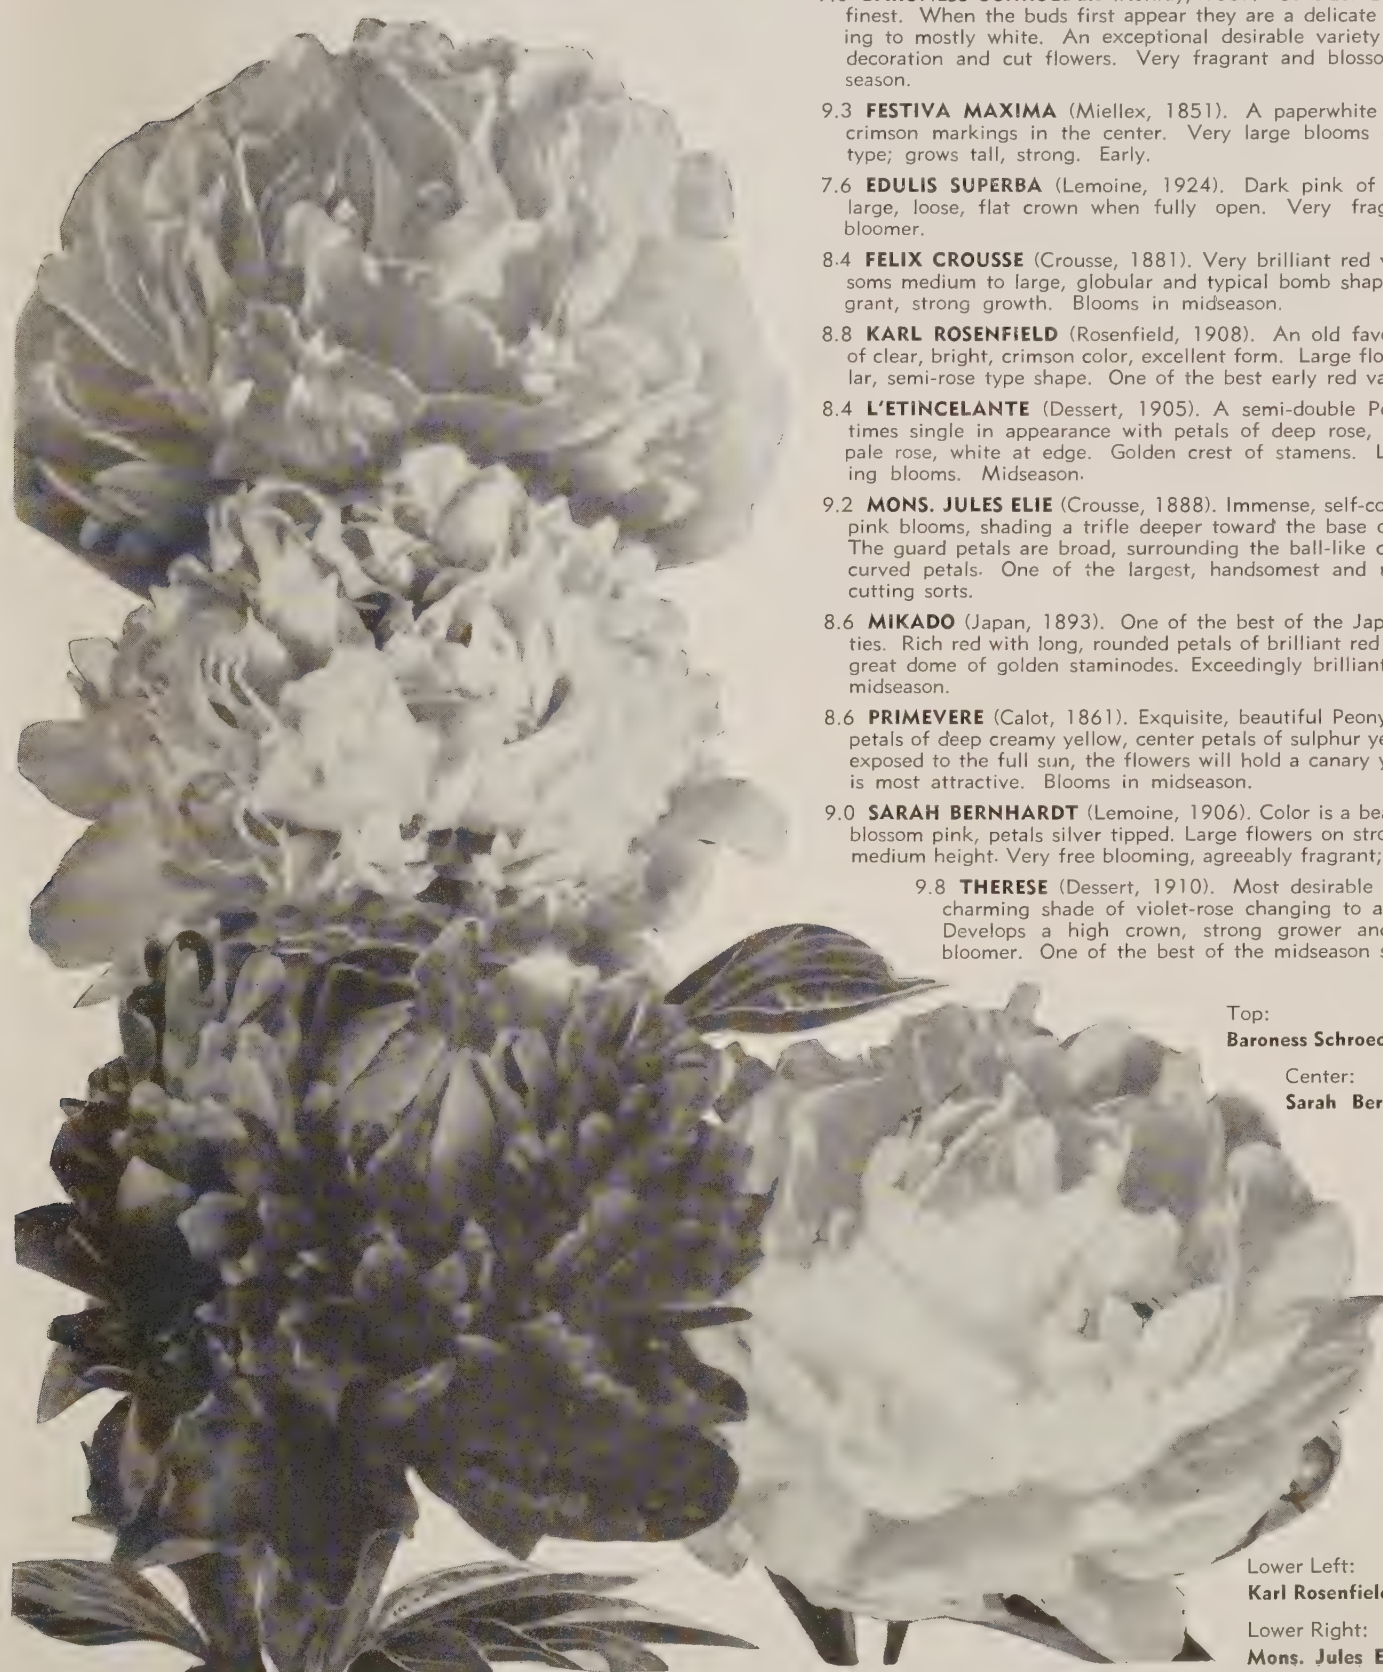 finest. When the buds first appear they are a delicate
ing to mostly white. An exceptional desirable variety
decoration and cut flowers. Very fragrant and blosso
season.
9.3 FESTIVA MAXIMA (Miellex, 1851). A paperwhite
crimson markings in the center. Very large blooms
type; grows tall, strong. Early.
7.6 EDULIS SUPERBA (Lemoine, 1924). Dark pink of
large, loose, flat crown when fully open. Very frag
bloomer.
8.4 FELIX CROUSSE (Crousse, 1881). Very brilliant red
soms medium to large, globular and typical bomb shap
grant, strong growth. Blooms in midseason.
8.8 KARL ROSENFIELD (Rosenfield, 1908). An old fav
of clear, bright, crimson color, excellent form. Large flo
lar, semi-rose type shape. One of the best early red va
8.4 L'ETINCELANTE (Dessert, 1905). A semi-double P
times single in appearance with petals of deep rose,
pale rose, white at edge. Golden crest of stamens. L
ing blooms. Midseason.
9.2 MONS. JULES ELIE (Crousse, 1888). Immense, self-co
pink blooms, shading a trifle deeper toward the base
The guard petals are broad, surrounding the ball-like
curved petals. One of the largest, handsomest and
cutting sorts.
8.6 MIKADO (Japan, 1893). One of the best of the Jap
ties. Rich red with long, rounded petals of brilliant red
great dome of golden staminodes. Exceedingly brilliant
midseason.
8.6 PRIMEVERE (Calot, 1861). Exquisite, beautiful Peony
petals of deep creamy yellow, center petals of sulphur ye
exposed to the full sun, the flowers will hold a canary
is most attractive. Blooms in midseason.
9.0 SARAH BERNHARDT (Lemoine, 1906). Color is a bea
blossom pink, petals silver tipped. Large flowers on stro
medium height. Very free blooming, agreeably fragrant;
9.8 THERESE (Dessert, 1910). Most desirable
charming shade of violet-rose changing to a
Develops a high crown, strong grower and
bloomer. One of the best of the midseason s
Top:
Baroness Schroe
Center:
Sarah Ber
Lower Left:
Karl Rosenfiel
Lower Right:
Mons. Jules E